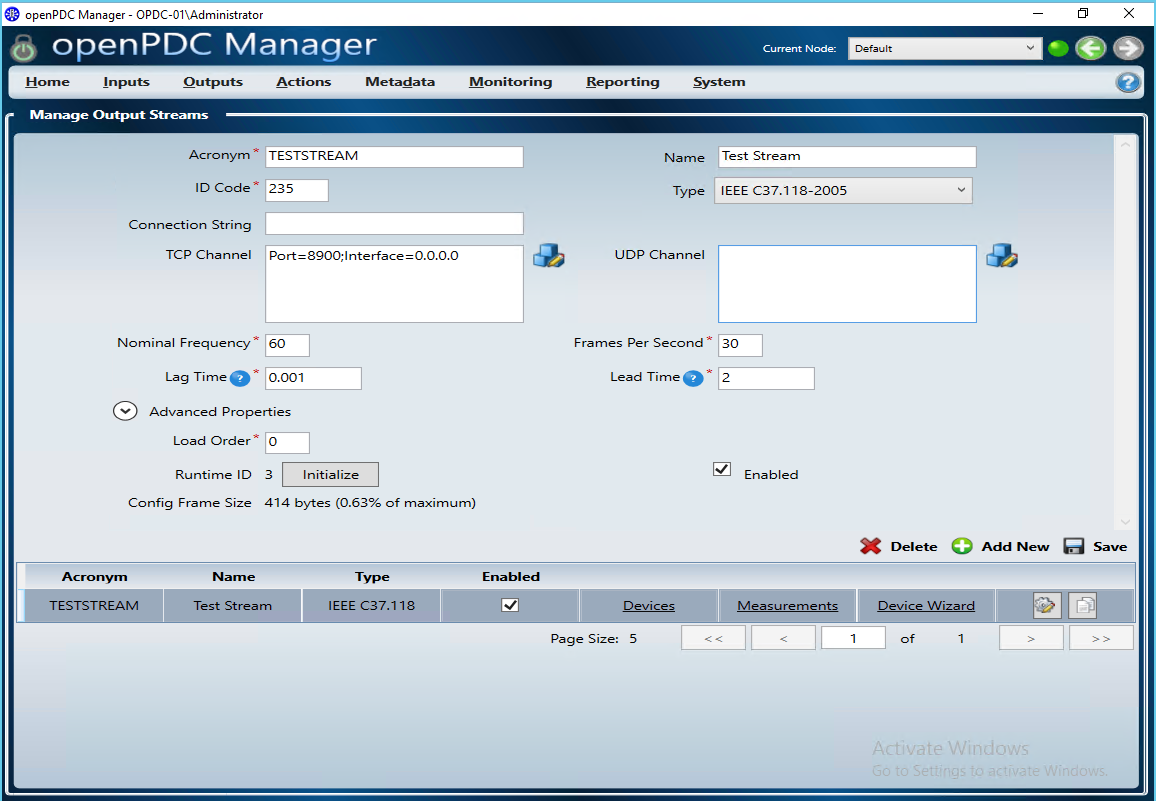 openPDC Manager - OPDC-01\Administrator
openPDC Manager
Current Node: Default
Home Inputs Outputs Actions Metadata Monitoring Reporting System ?
Manage Output Streams
Acronym* TESTSTREAM Name Test Stream
ID Code* 235 Type IEEE C37.118-2005
Connection String
TCP Channel Port=8900;Interface=0.0.0.0 UDP Channel
Nominal Frequency* 60 Frames Per Second* 30
Lag Time ? * 0.001 Lead Time ? * 2
Advanced Properties
Load Order* 0
Runtime ID 3 Initialize Enabled
Config Frame Size 414 bytes (0.63% of maximum)
Delete Add New Save
Acronym Name Type Enabled
TESTSTREAM Test Stream IEEE C37.118 Devices Measurements Device Wizard
Page Size: 5 << < 1 of 1 > >>
Activate Windows
Go to Settings to activate Windows.